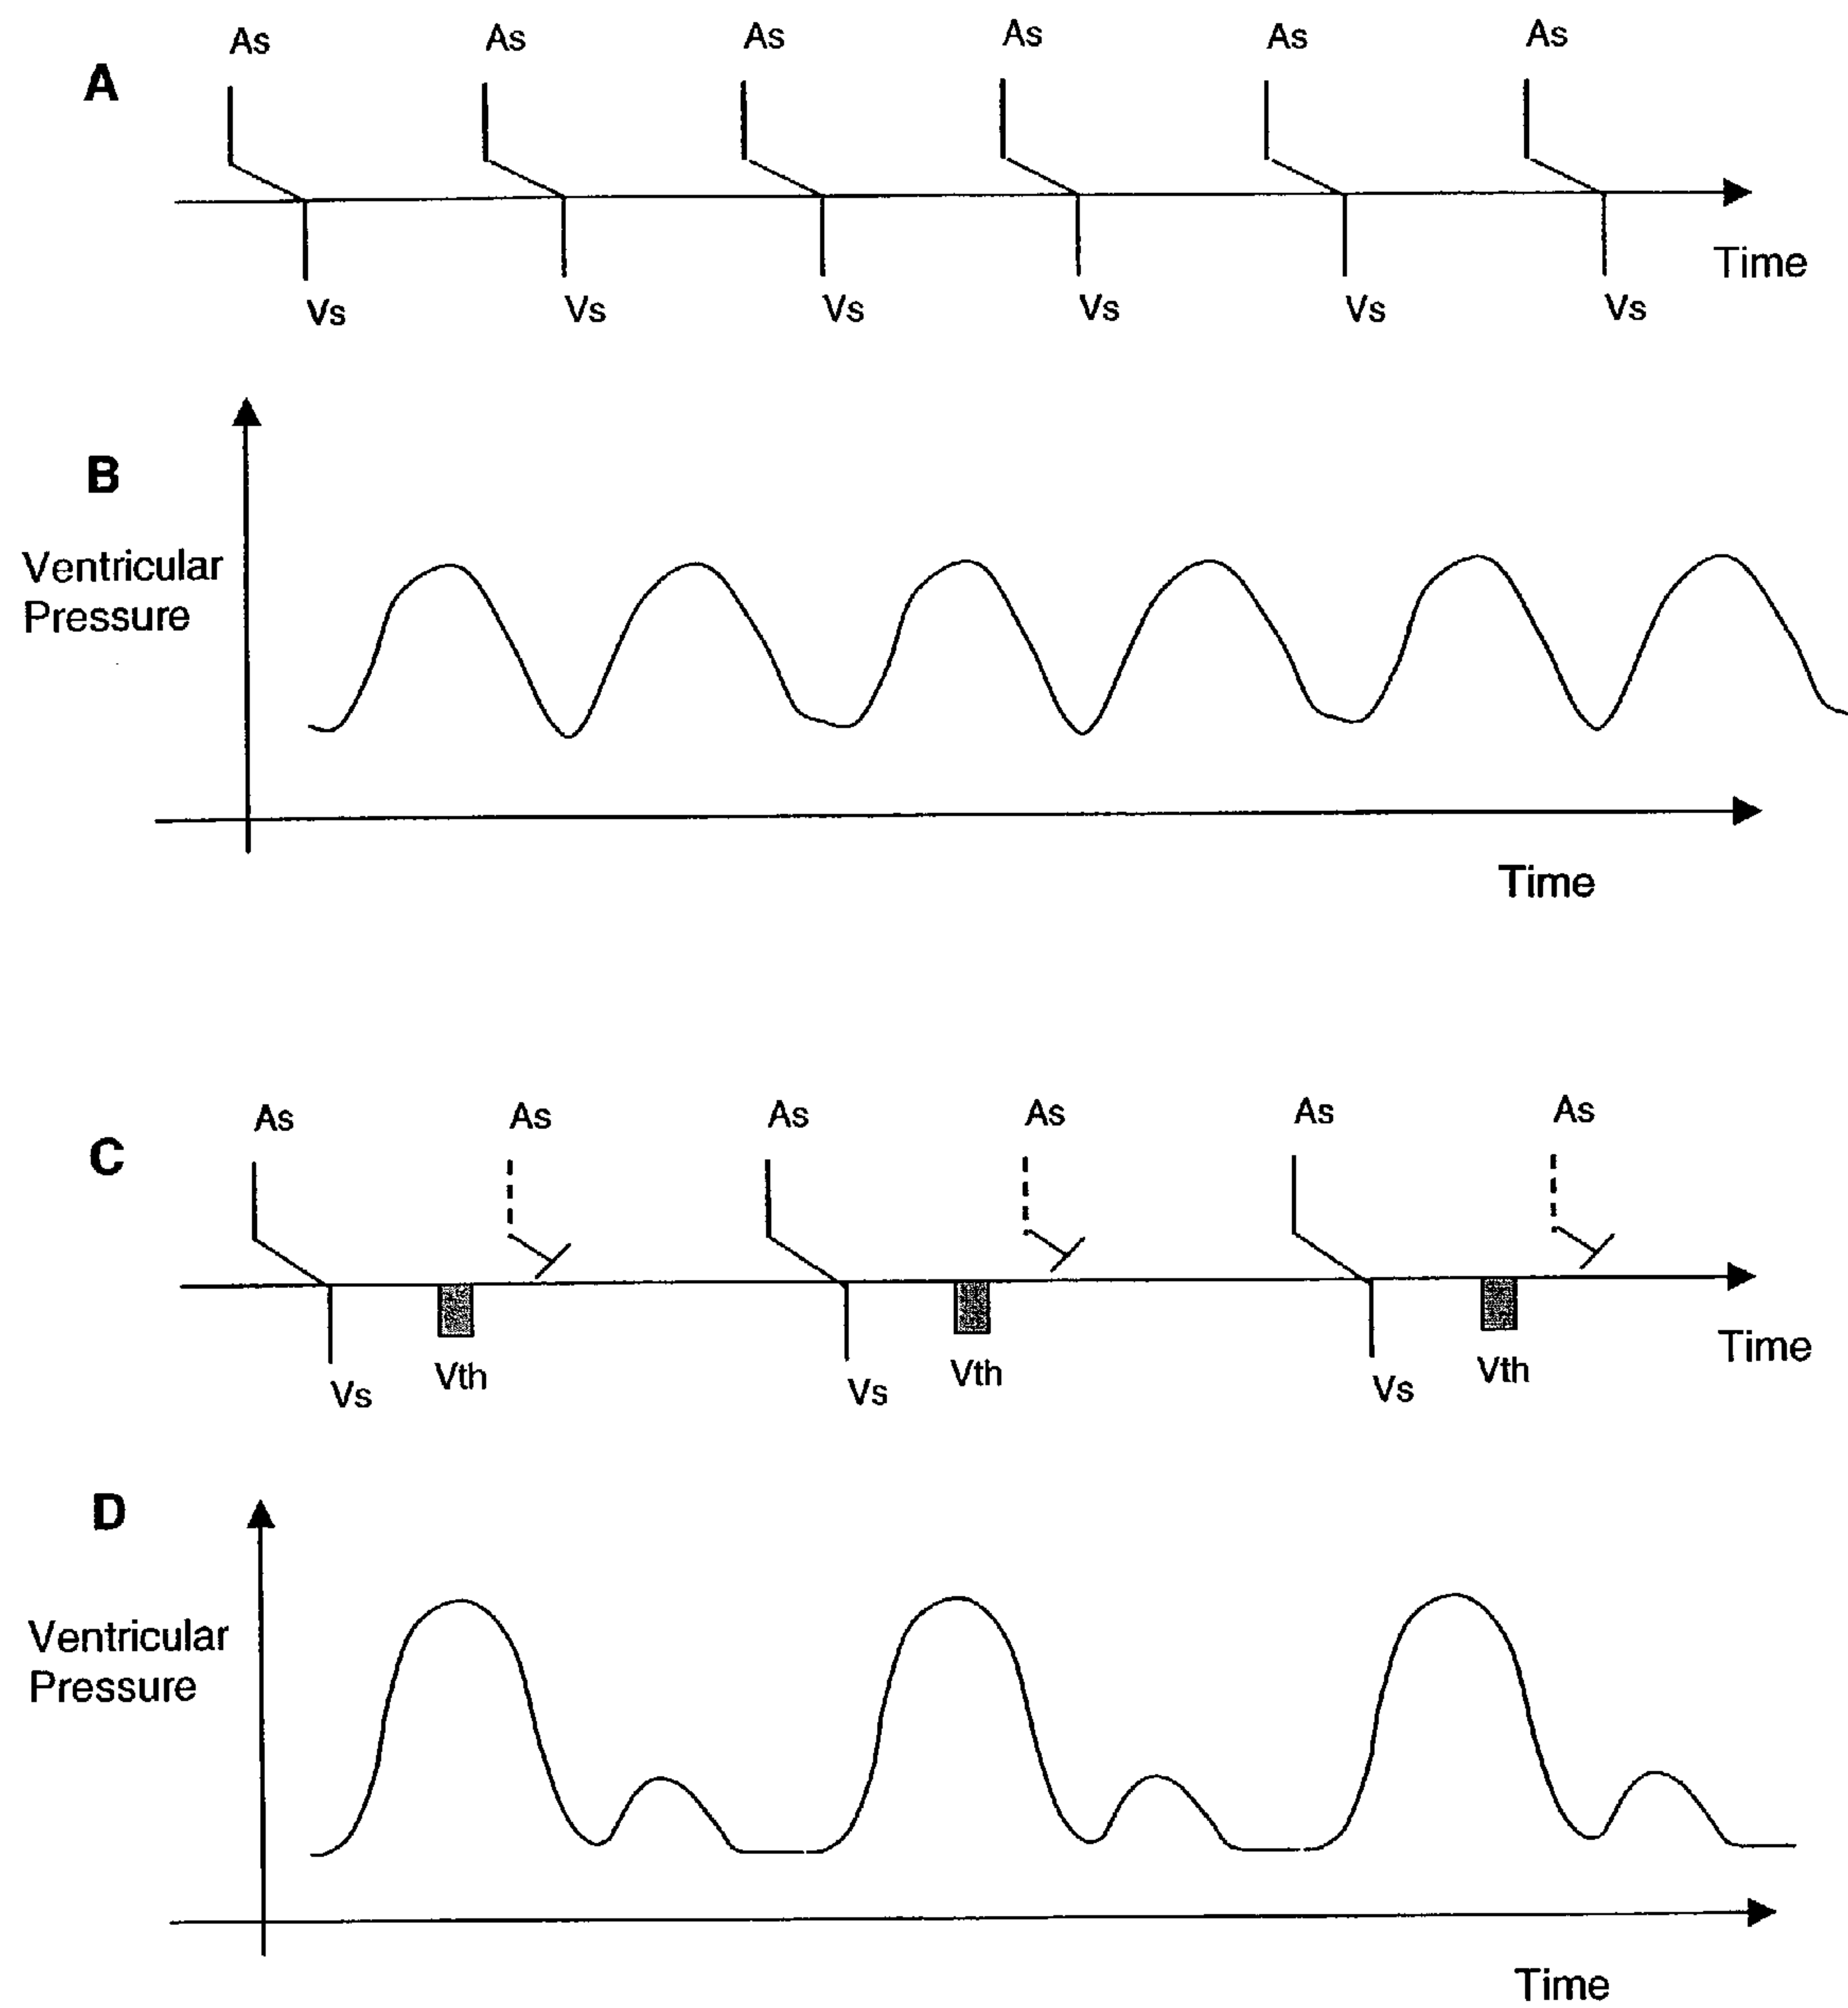 As As As As As As
A
Time
Vs Vs Vs Vs Vs Vs
B
Ventricular
Pressure
Time
As As As As As As
C
Time
Vth Vth Vth
Vs Vs Vs
D
Ventricular
Pressure
Time